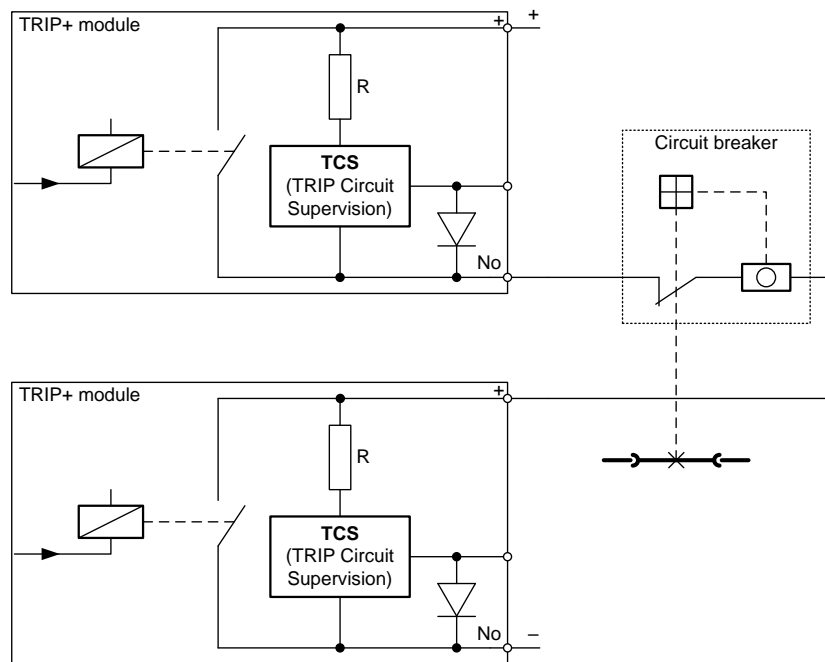 TRIP+ module
+
+
R
TCS
(TRIP Circuit
Supervision)
No
Circuit breaker
TRIP+ module
+
R
TCS
(TRIP Circuit
Supervision)
No
–